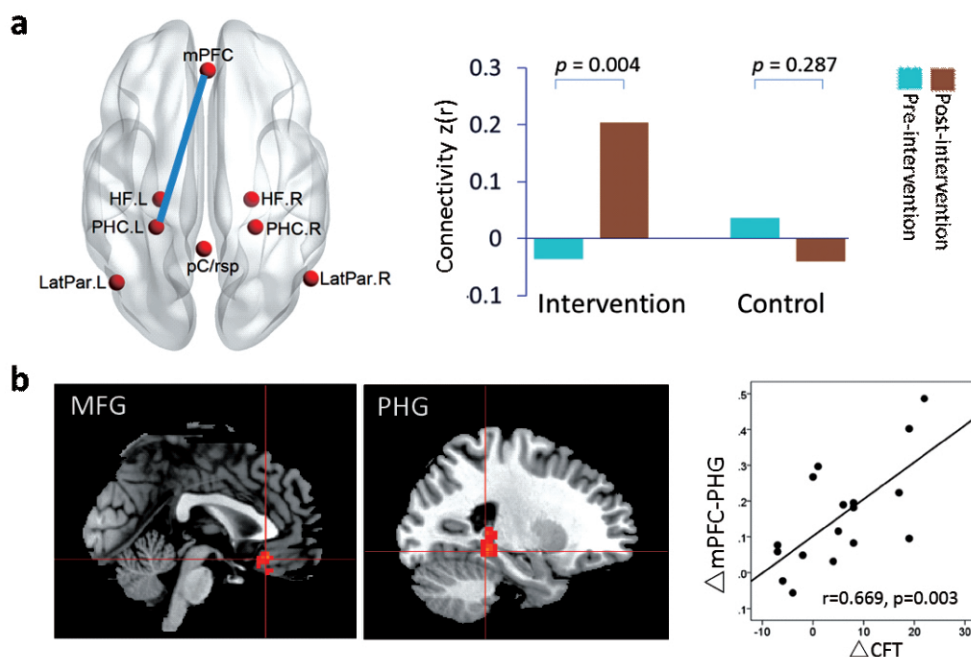 a
mPFC
HF.L
HF.R
PHC.L
PHC.R
pC/rsp
LatPar.L
LatPar.R
Connectivity z(r)
0.3
0.2
0.1
0
-0.1
p = 0.004
p = 0.287
Intervention
Control
Pre-intervention
Post-intervention
b
MFG
PHG
△mPFC-PHG
.5
.4
.3
.2
.1
.0
.1
r=0.669, p=0.003
-10
0
10
20
30
△CFT